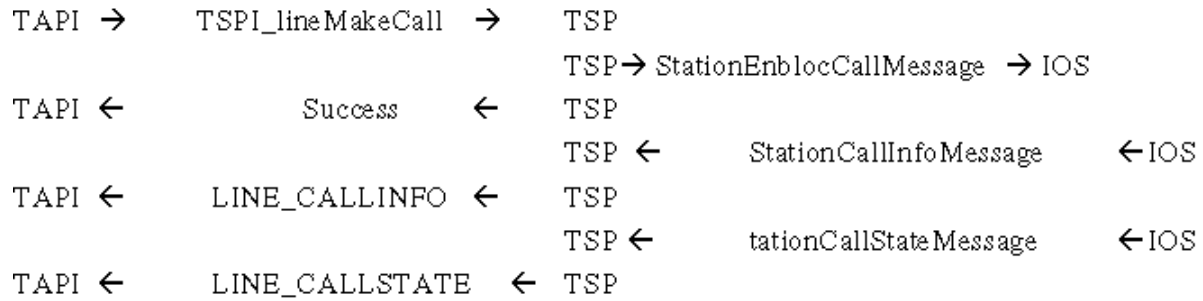 TAPI → TSPI_lineMakeCall → TSP
TSP→ StationEnblocCallMessage → IOS
TAPI ← Success ← TSP
TSP ← StationCallInfoMessage ←IOS
TAPI ← LINE_CALLINFO ← TSP
TSP ← tationCallStateMessage ←IOS
TAPI ← LINE_CALLSTATE ← TSP